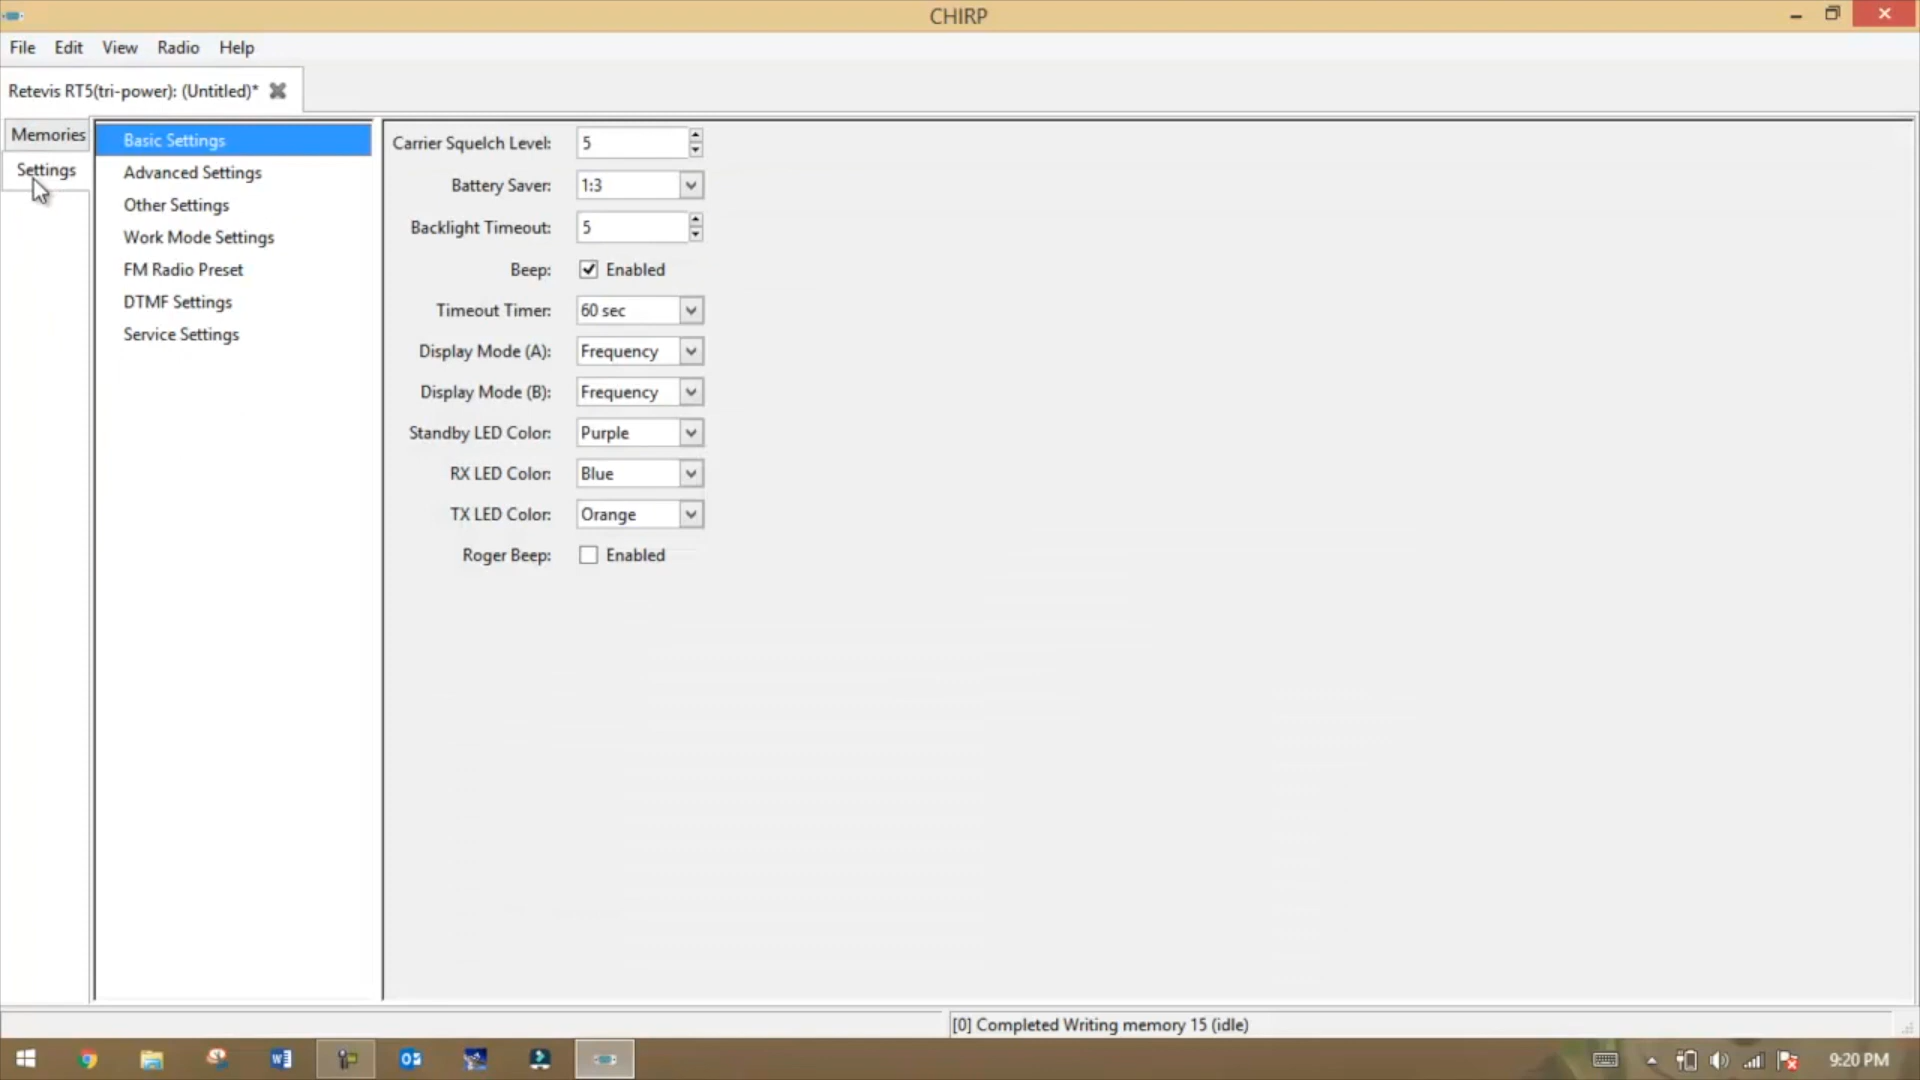 CHIRP
File Edit View Radio Help
Retevis RT5(tri-power): (Untitled)*
Memories
Settings
Basic Settings
Advanced Settings
Other Settings
Work Mode Settings
FM Radio Preset
DTMF Settings
Service Settings
Carrier Squelch Level: 5
Battery Saver: 1:3
Backlight Timeout: 5
Beep: Enabled
Timeout Timer: 60 sec
Display Mode (A): Frequency
Display Mode (B): Frequency
Standby LED Color: Purple
RX LED Color: Blue
TX LED Color: Orange
Roger Beep: Enabled
[0] Completed Writing memory 15 (idle)
9:20 PM